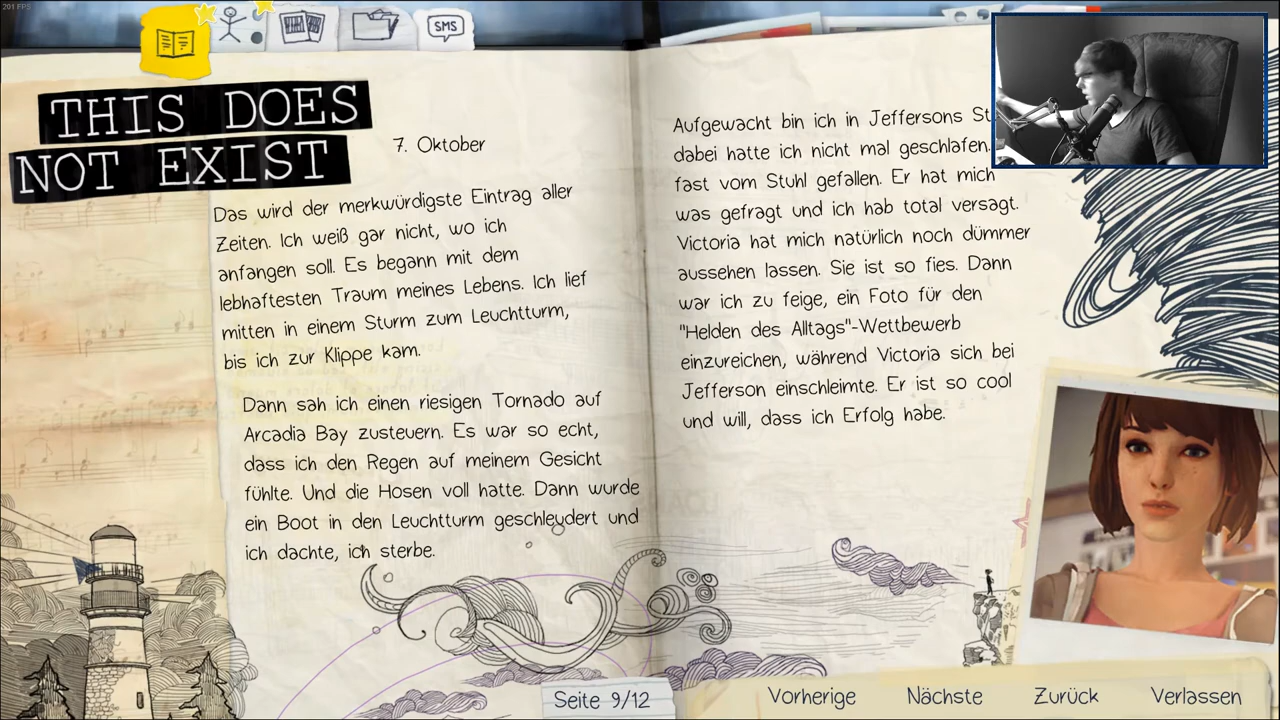 201 FPS
SMS
THIS DOES
NOT EXIST
7. Oktober
Das wird der merkwürdigste Eintrag aller
Zeiten. Ich weiß gar nicht, wo ich
anfangen soll. Es begann mit dem
lebhaftesten Traum meines Lebens. Ich lief
mitten in einem Sturm zum Leuchtturm,
bis ich zur Klippe kam.
Dann sah ich einen riesigen Tornado auf
Arcadia Bay zusteuern. Es war so echt,
dass ich den Regen auf meinem Gesicht
fühlte. Und die Hosen voll hatte. Dann wurde
ein Boot in den Leuchtturm geschleudert und
ich dachte, ich sterbe.
Aufgewacht bin ich in Jeffersons St
dabei hatte ich nicht mal geschlafen.
fast vom Stuhl gefallen. Er hat mich
was gefragt und ich hab total versagt.
Victoria hat mich natürlich noch dümmer
aussehen lassen. Sie ist so fies. Dann
war ich zu feige, ein Foto für den
"Helden des Alltags"-Wettbewerb
einzureichen, während Victoria sich bei
Jefferson einschleimte. Er ist so cool
und will, dass ich Erfolg habe.
Seite 9/12
Vorherige Nächste Zurück Verlassen